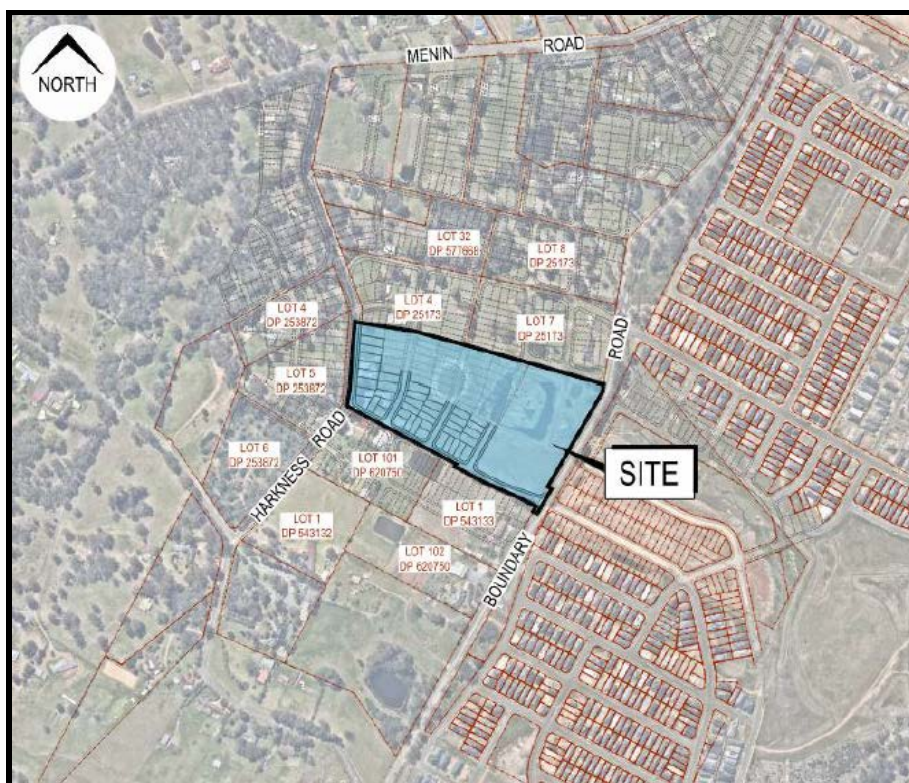 NORTH
MENIN
ROAD
LOT 32
DP 577668
LOT 8
DP 25173
LOT 4
DP 253872
LOT 4
DP 25173
LOT 7
DP 25173
ROAD
LOT 5
DP 253872
ROAD
LOT 6
DP 253872
HARKNESS
LOT 101
DP 620750
SITE
LOT 1
DP 543133
LOT 1
DP 543132
LOT 102
DP 620750
BOUNDARY